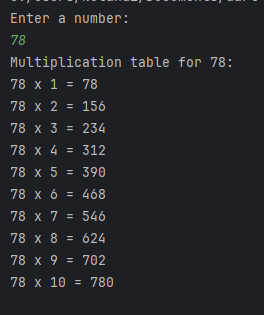 Enter a number:
78
Multiplication table for 78:
78 x 1 = 78
78 x 2 = 156
78 x 3 = 234
78 x 4 = 312
78 x 5 = 390
78 x 6 = 468
78 x 7 = 546
78 x 8 = 624
78 x 9 = 702
78 x 10 = 780